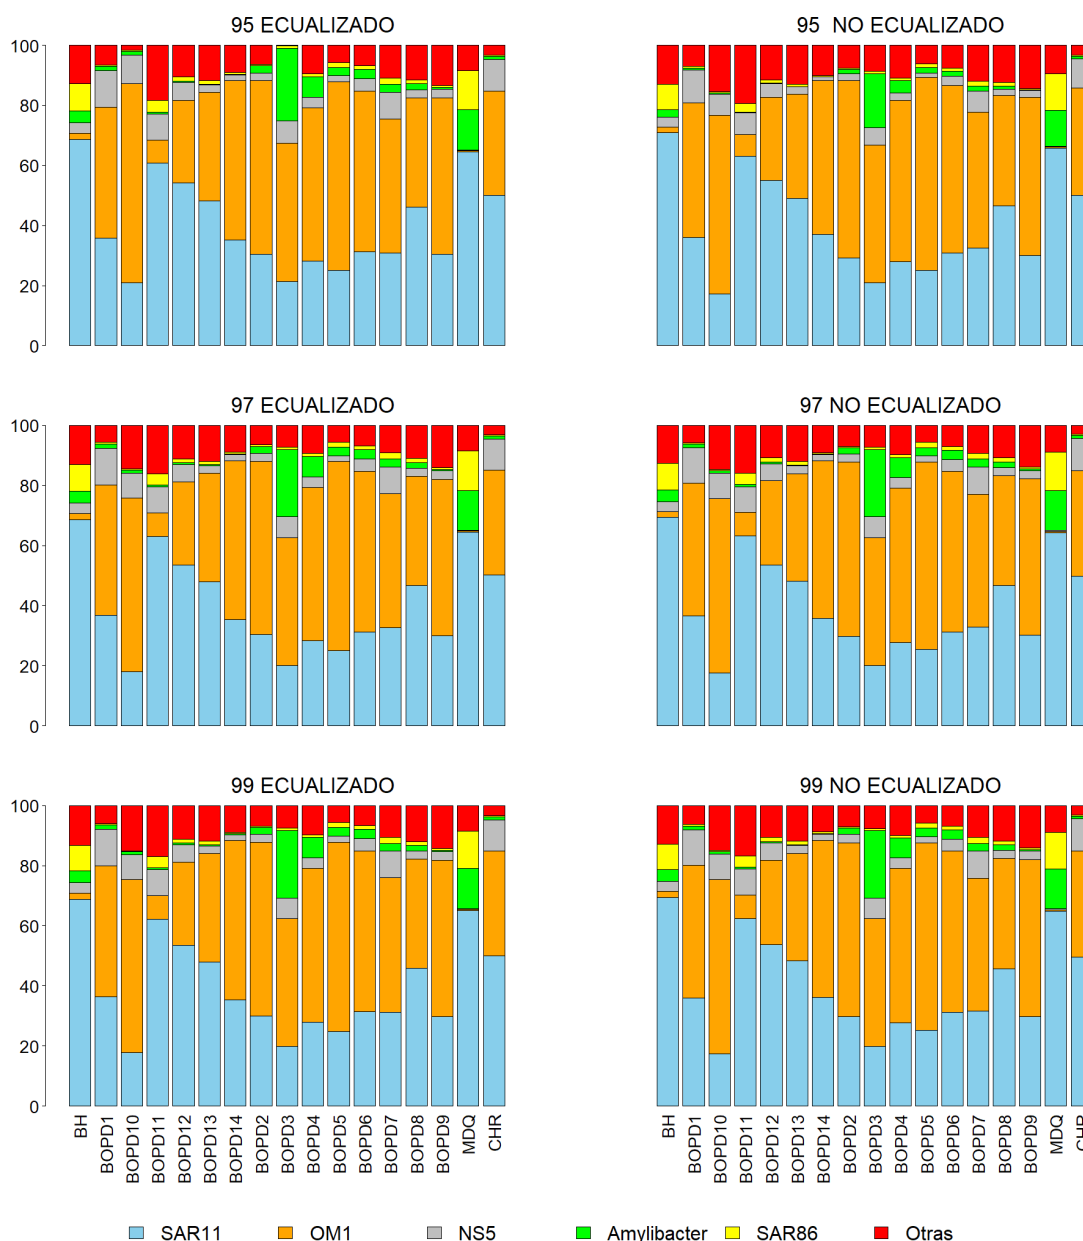 95 ECUALIZADO
95 NO ECUALIZADO
100
80
60
40
20
0
97 ECUALIZADO
97 NO ECUALIZADO
100
80
60
40
20
0
99 ECUALIZADO
99 NO ECUALIZADO
100
80
60
40
20
0
BH
BOPD1
BOPD10
BOPD11
BOPD12
BOPD13
BOPD14
BOPD2
BOPD3
BOPD4
BOPD5
BOPD6
BOPD7
BOPD8
BOPD9
MDQ
CHR
BH
BOPD1
BOPD10
BOPD11
BOPD12
BOPD13
BOPD14
BOPD2
BOPD3
BOPD4
BOPD5
BOPD6
BOPD7
BOPD8
BOPD9
MDQ
CHR
SAR11 OM1 NS5 Amylibacter SAR86 Otras